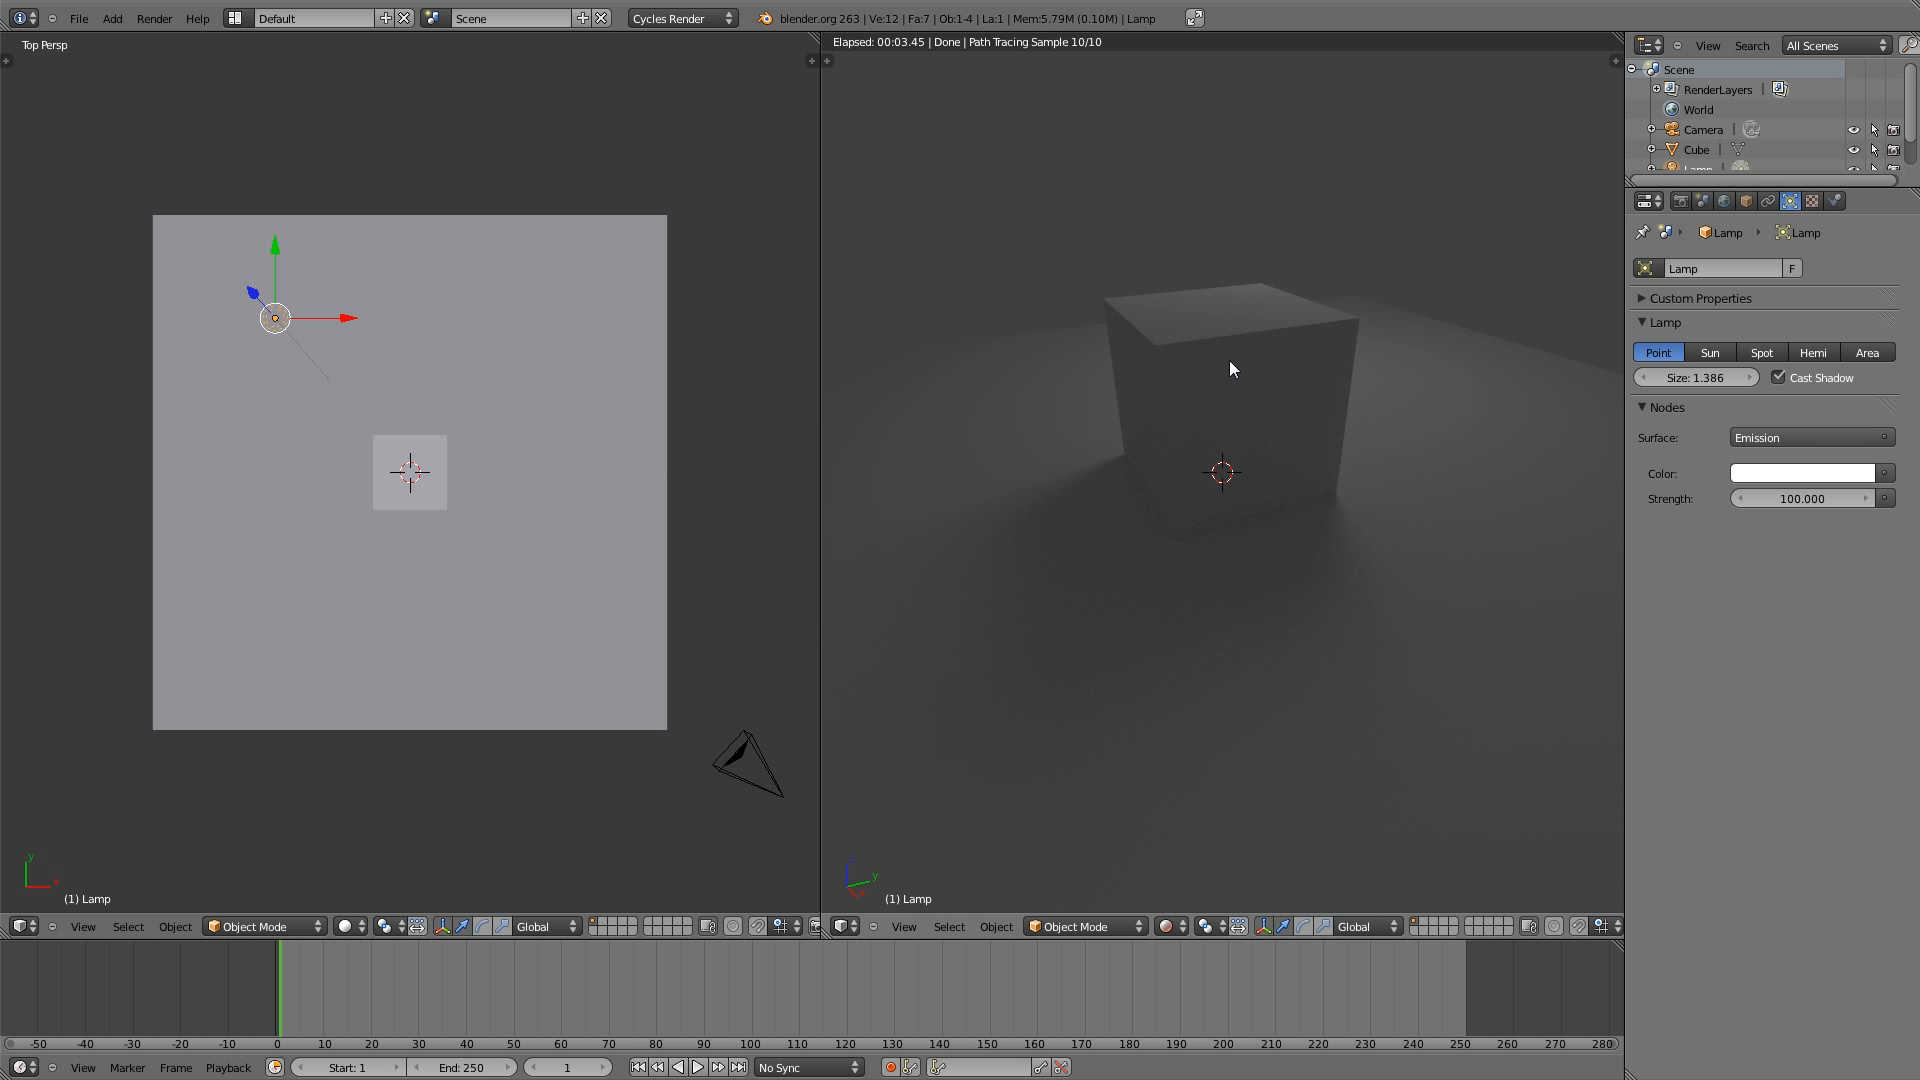 File Add Render Help Default Scene Cycles Render blender.org 263 | Ve:12 | Fa:7 | Ob:1-4 | La:1 | Mem:5.79M (0.10M) | Lamp
Top Persp
Elapsed: 00:03.45 | Done | Path Tracing Sample 10/10
View Search All Scenes
Scene
RenderLayers |
World
Camera |
Cube |
Lamp Lamp
Lamp F
Custom Properties
Lamp
Point Sun Spot Hemi Area
Size: 1.386 Cast Shadow
Nodes
Surface: Emission
Color:
Strength: 100.000
y
x
(1) Lamp
y
(1) Lamp
View Select Object Object Mode Global
View Select Object Object Mode Global
-50 -40 -30 -20 -10 0 10 20 30 40 50 60 70 80 90 100 110 120 130 140 150 160 170 180 190 200 210 220 230 240 250 260 270 280
View Marker Frame Playback Start: 1 End: 250 1 No Sync